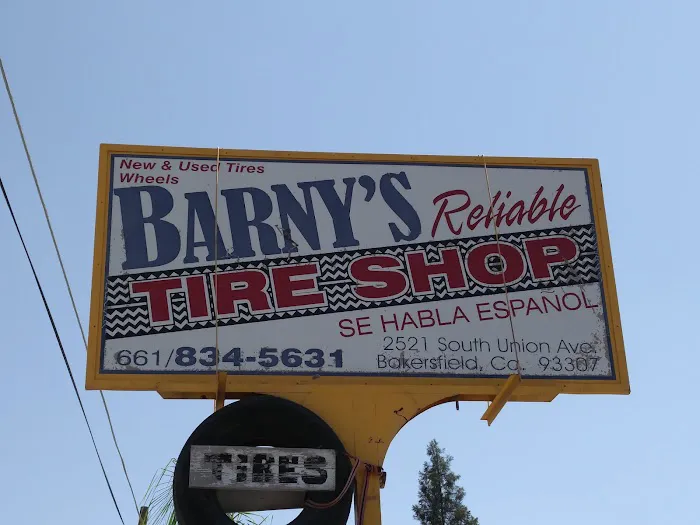 New & Used Tires
Wheels
BARNY'S Reliable
TIRE SHOP
SE HABLA ESPAÑOL
661/834-5631
2521 South Union Ave.
Bakersfield, Ca. 93307
TIRES